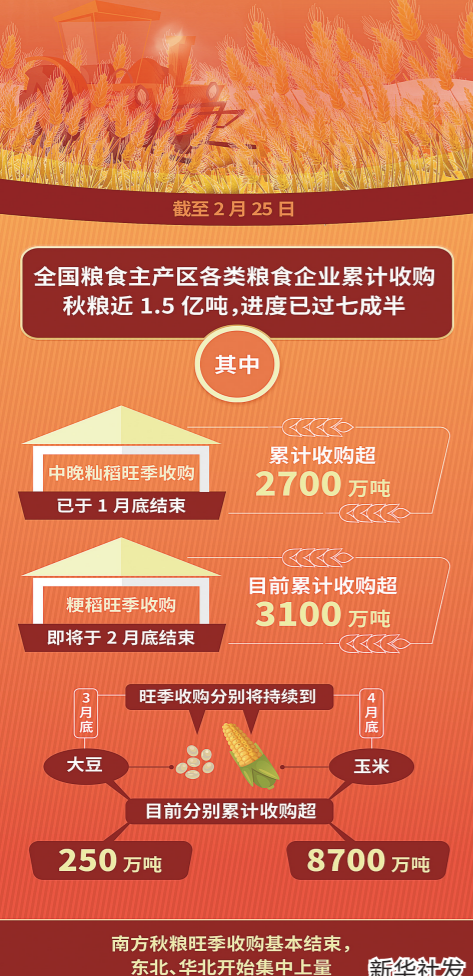 截至2月25日
全国粮食主产区各类粮食企业累计收购
秋粮近1.5亿吨,进度已过七成半
其中
中晚籼稻旺季收购
已于1月底结束
累计收购超
2700万吨
粳稻旺季收购
即将于2月底结束
目前累计收购超
3100万吨
旺季收购分别将持续到
3月底
4月底
大豆
玉米
目前分别累计收购超
250万吨
8700万吨
南方秋粮旺季收购基本结束，
东北、华北开始集中上量
新华社发